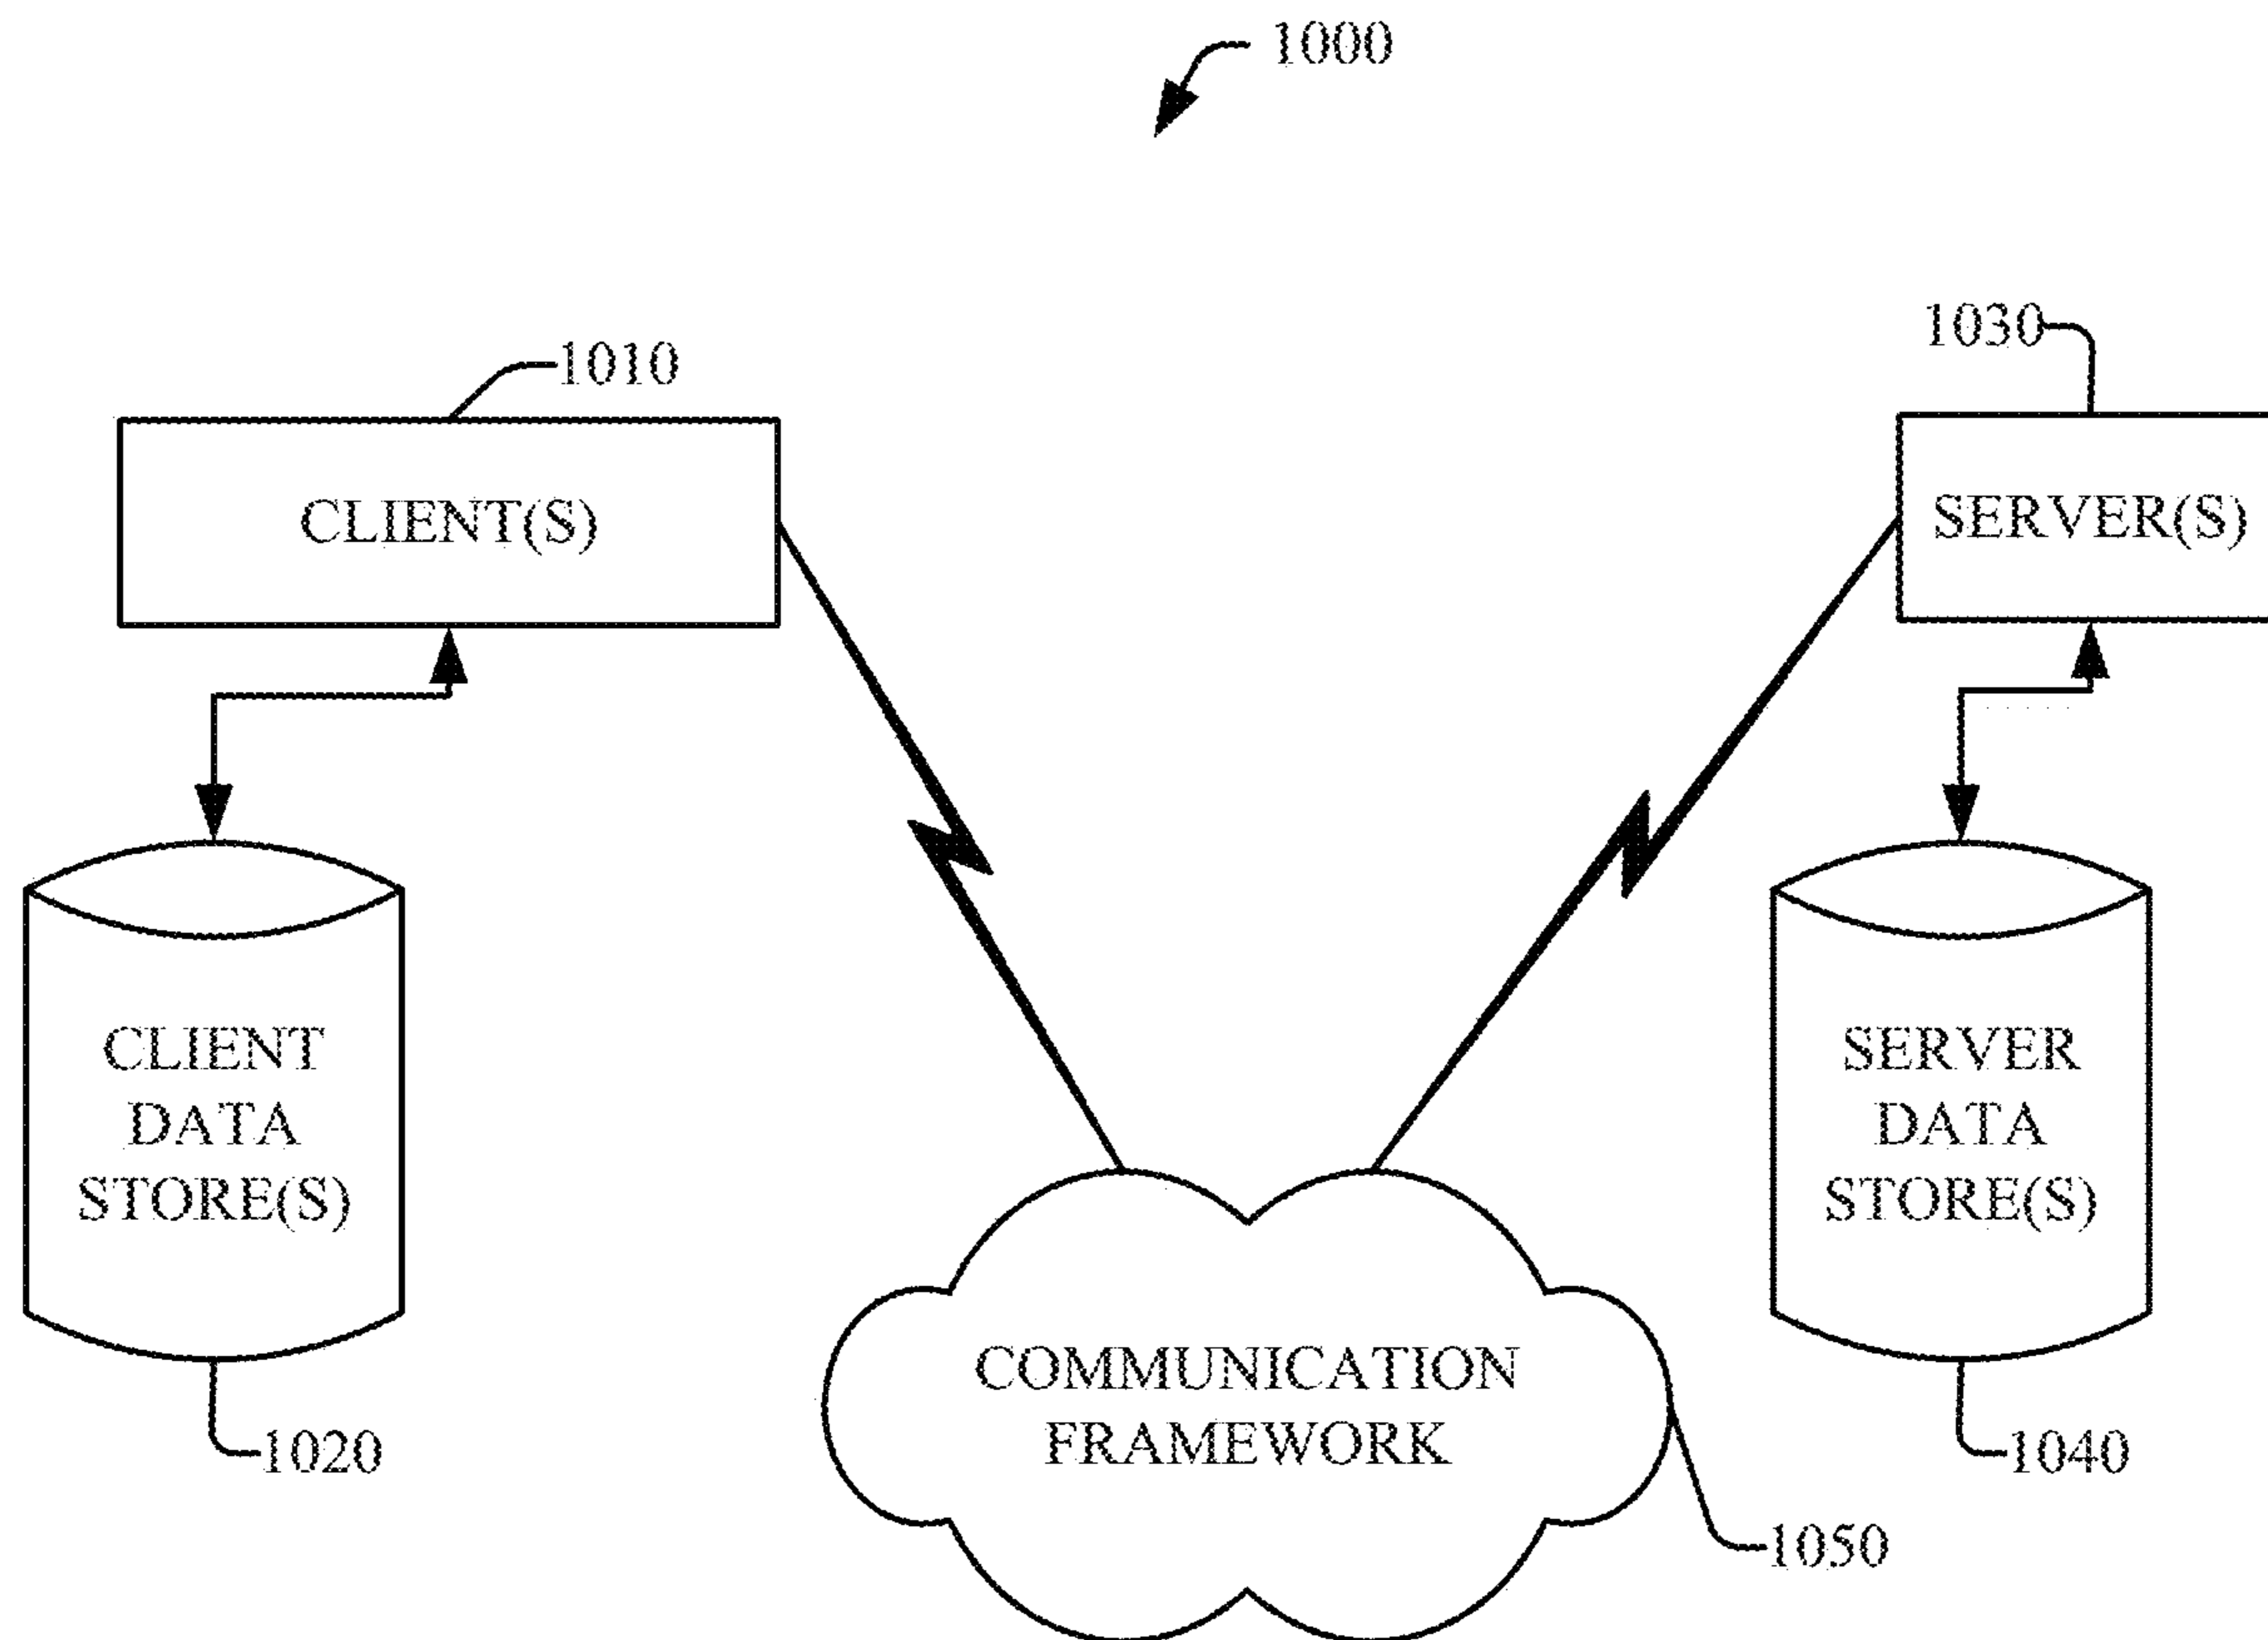 1000
1010
1030
CLIENT(S)
SERVER(S)
CLIENT
DATA
STORE(S)
SERVER
DATA
STORE(S)
COMMUNICATION
FRAMEWORK
1020
1040
1050